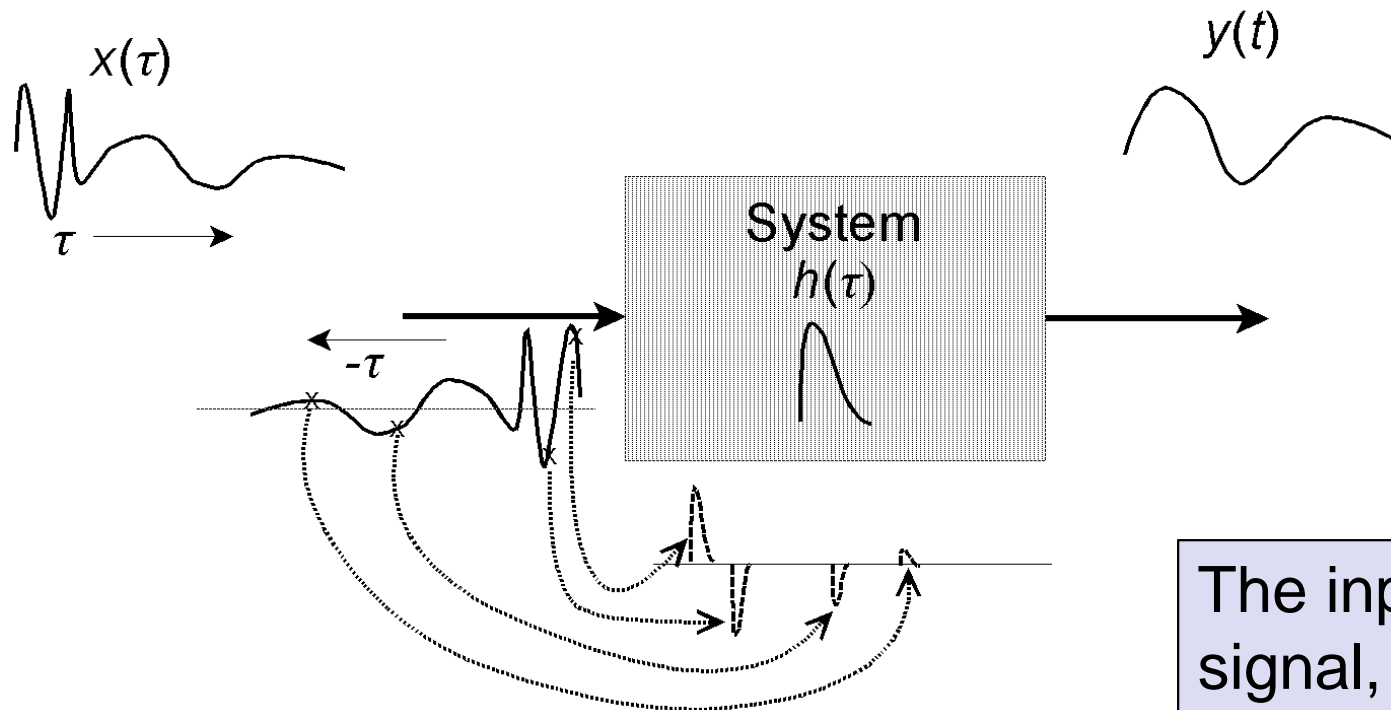 x(τ)
y(t)
τ
System
h(τ)
-τ
x
x
x
x
The inp
signal,